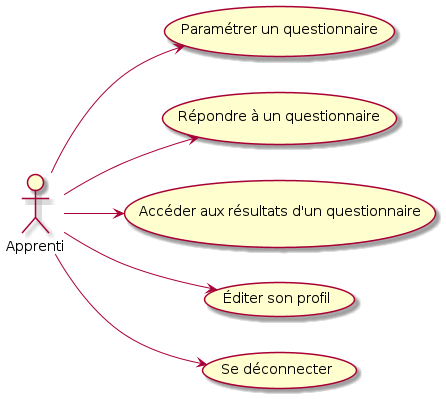 Paramétrer un questionnaire
Répondre à un questionnaire
Accéder aux résultats d'un questionnaire
Apprenti
Éditer son profil
Se déconnecter